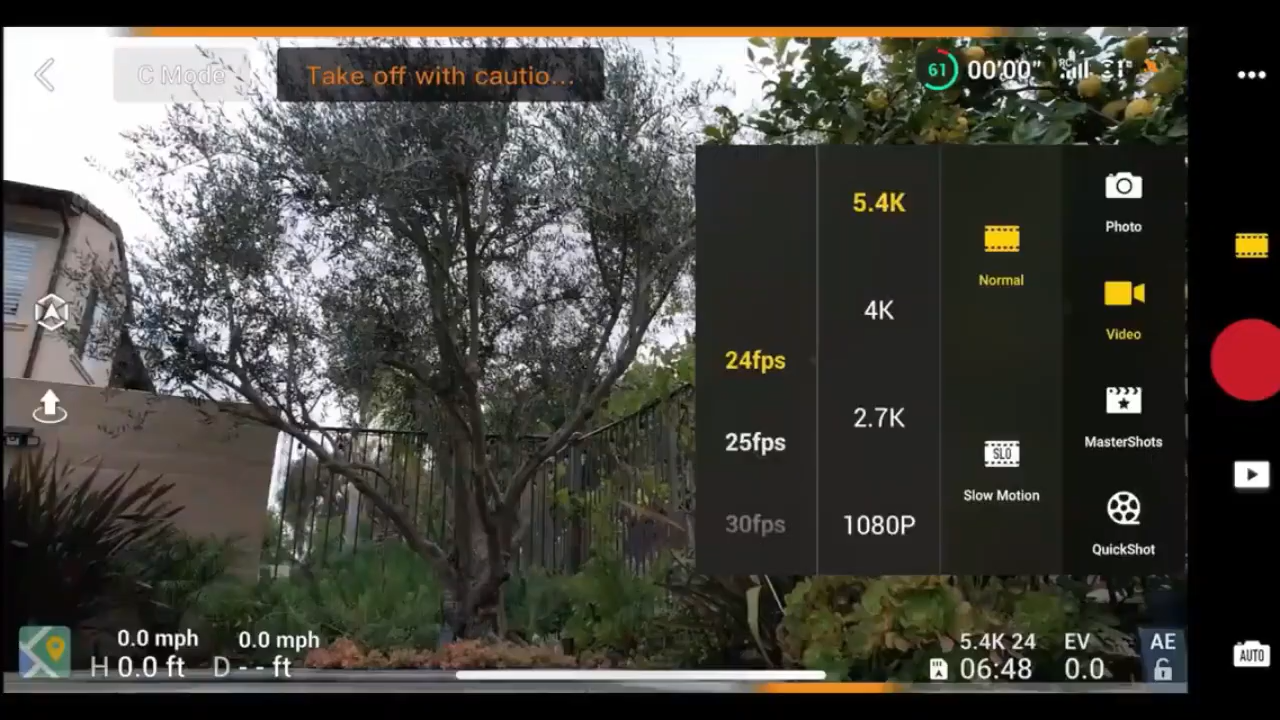 C Mode
Take off with cautio...
61
00'00"
RC
5.4K
Photo
Normal
4K
Video
24fps
2.7K
25fps
MasterShots
SLO
Slow Motion
1080P
30fps
QuickShot
0.0 mph
0.0 mph
5.4K 24
EV
AE
H 0.0 ft
D - - ft
06:48
0.0
AUTO